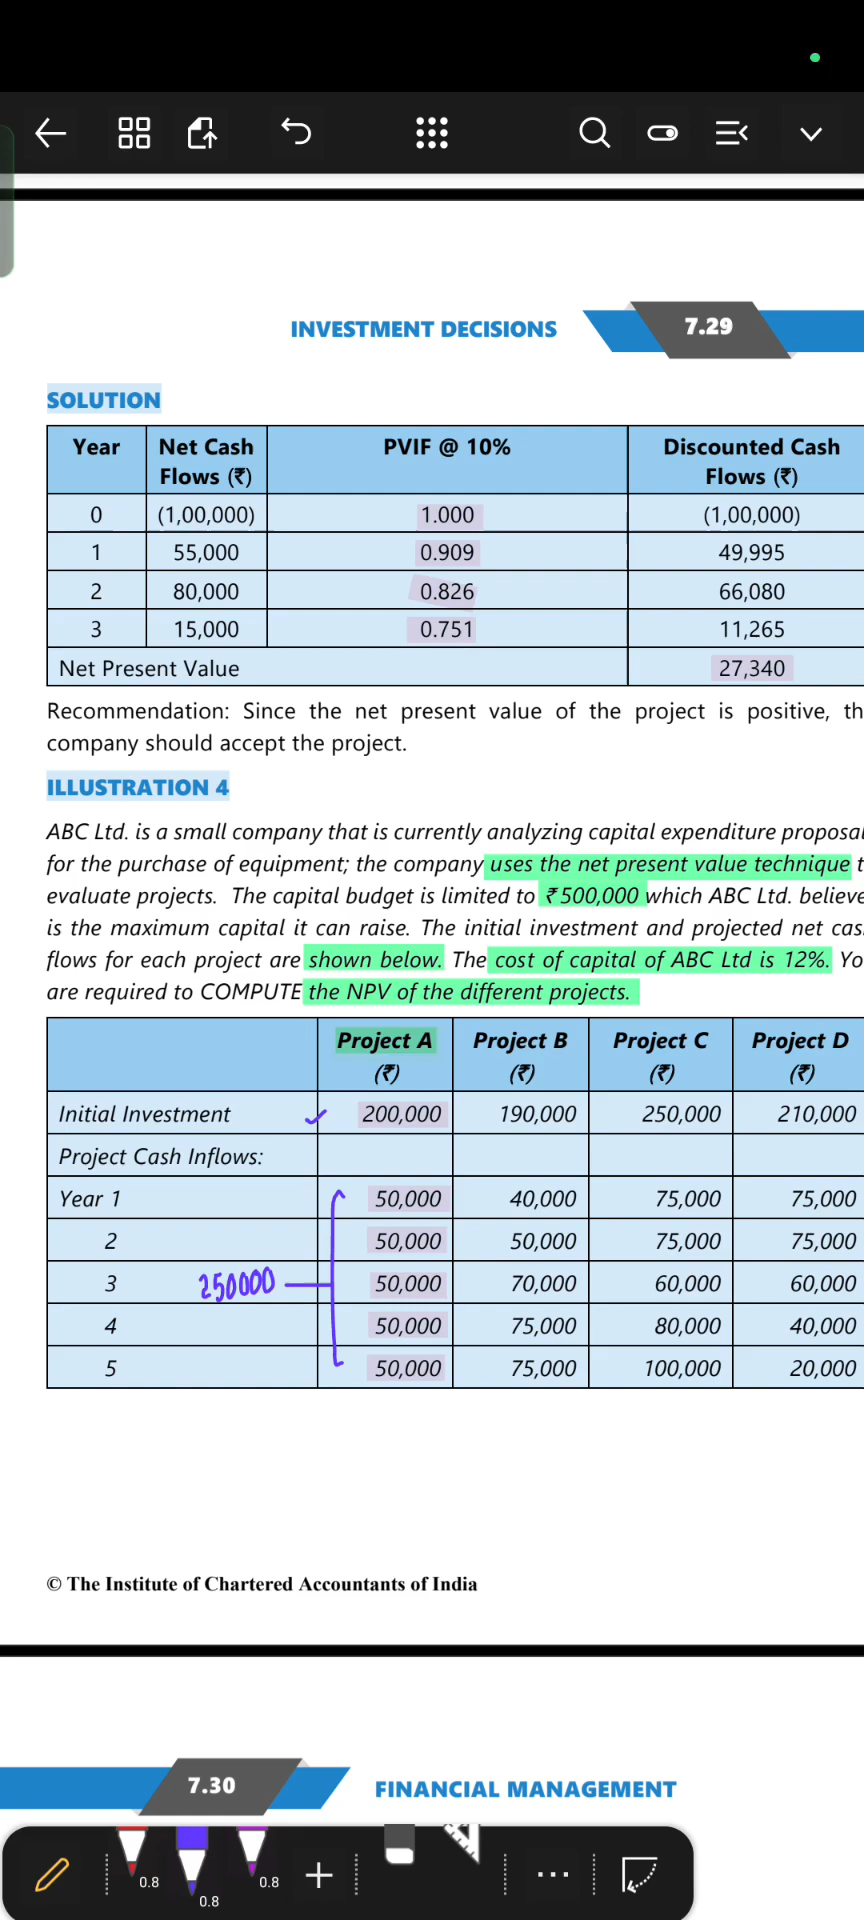 INVESTMENT DECISIONS 7.29
SOLUTION
Year Net Cash Flows (₹) PVIF @ 10% Discounted Cash Flows (₹)
0 (1,00,000) 1.000 (1,00,000)
1 55,000 0.909 49,995
2 80,000 0.826 66,080
3 15,000 0.751 11,265
Net Present Value 27,340
Recommendation: Since the net present value of the project is positive, th
company should accept the project.
ILLUSTRATION 4
ABC Ltd. is a small company that is currently analyzing capital expenditure proposal
for the purchase of equipment; the company uses the net present value technique t
evaluate projects. The capital budget is limited to ₹500,000 which ABC Ltd. believe
is the maximum capital it can raise. The initial investment and projected net cas
flows for each project are shown below. The cost of capital of ABC Ltd is 12%. Yo
are required to COMPUTE the NPV of the different projects.
Project A (₹) Project B (₹) Project C (₹) Project D (₹)
Initial Investment 200,000 190,000 250,000 210,000
Project Cash Inflows:
Year 1 50,000 40,000 75,000 75,000
2 50,000 50,000 75,000 75,000
3 250000 50,000 70,000 60,000 60,000
4 50,000 75,000 80,000 40,000
5 50,000 75,000 100,000 20,000
© The Institute of Chartered Accountants of India
7.30 FINANCIAL MANAGEMENT
0.8 0.8 0.8